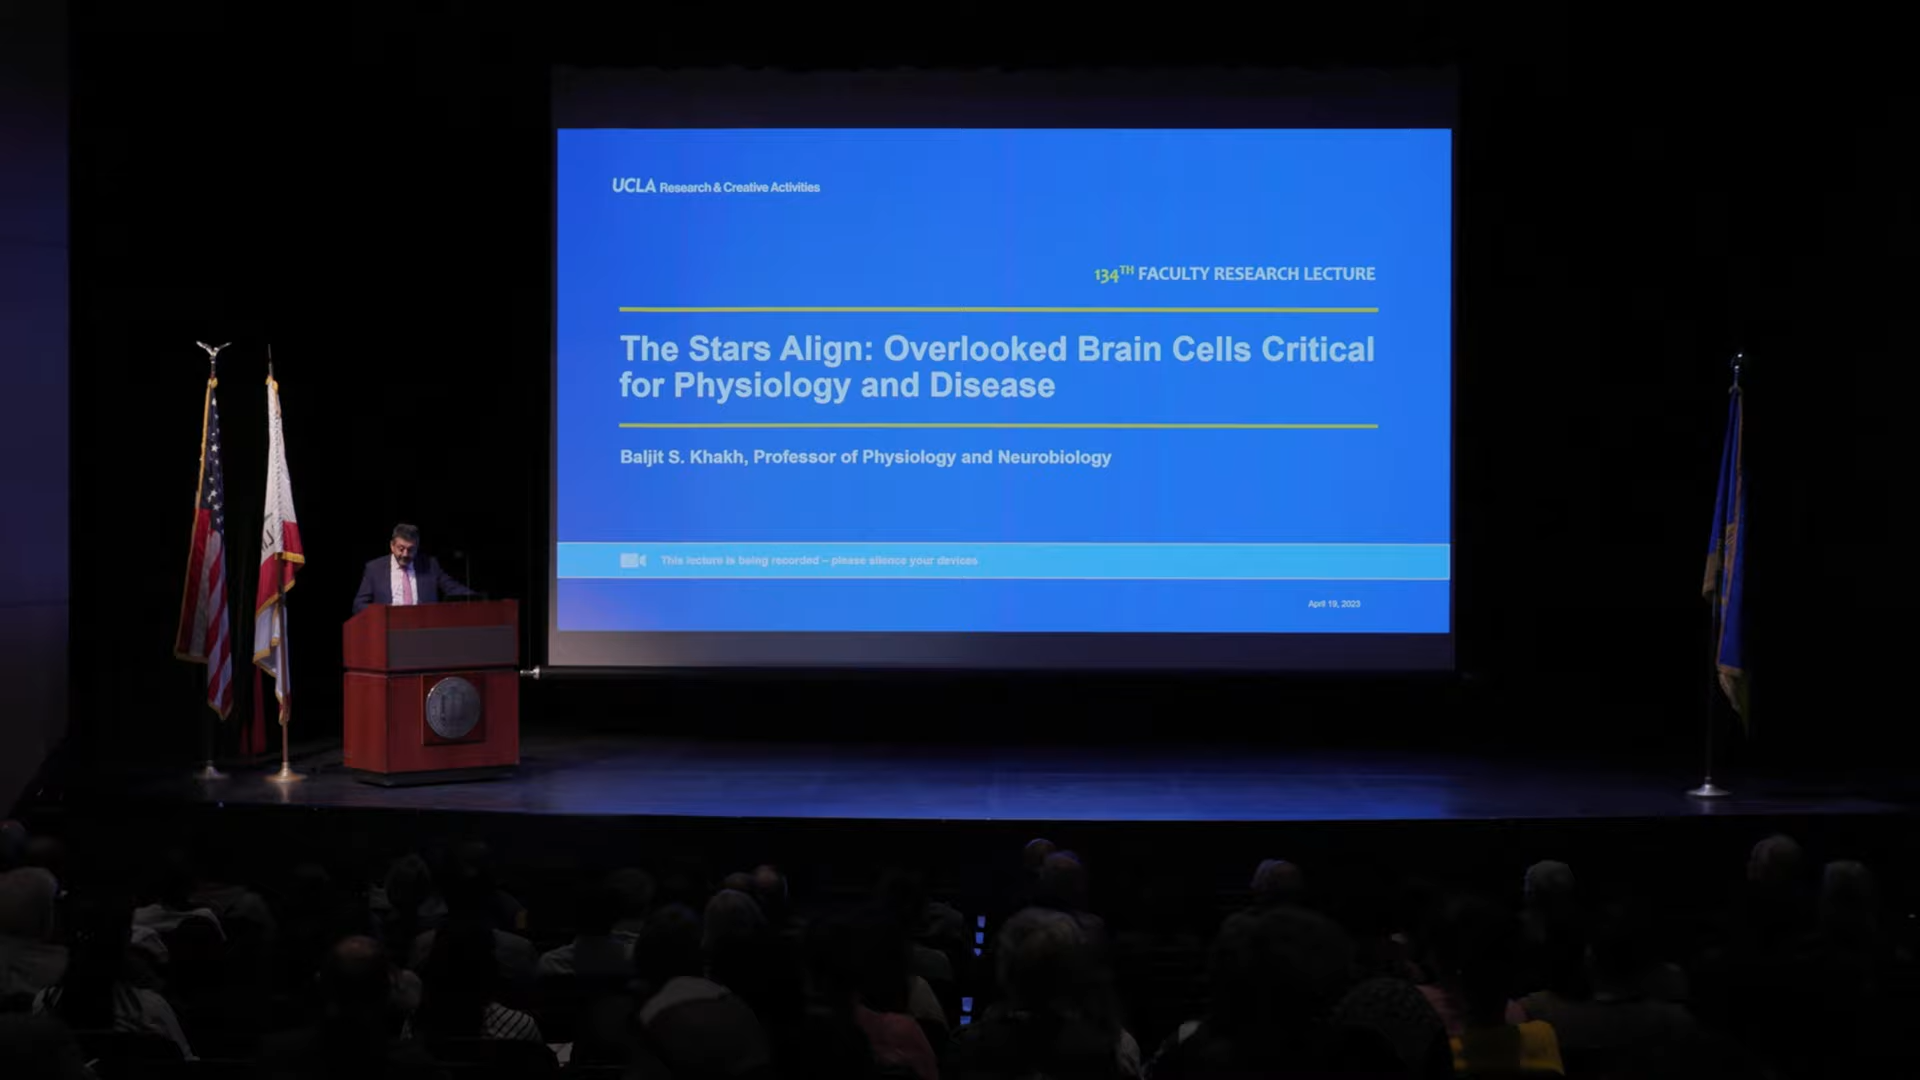 UCLA Research & Creative Activities
134TH FACULTY RESEARCH LECTURE
The Stars Align: Overlooked Brain Cells Critical
for Physiology and Disease
Baljit S. Khakh, Professor of Physiology and Neurobiology
This lecture is being recorded – please silence your devices
April 19, 2023